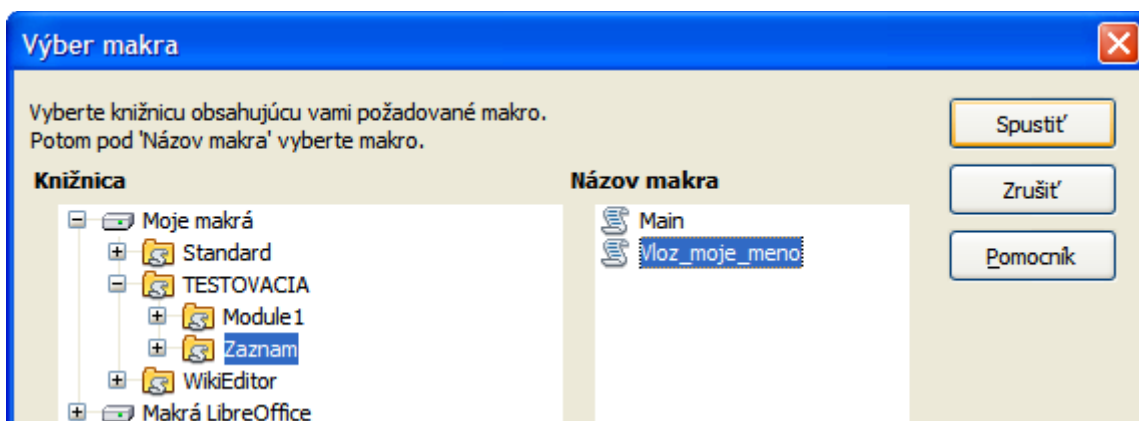 Výber makra
Vyberte knižnicu obsahujúcu vami požadované makro.
Potom pod 'Názov makra' vyberte makro.
Spustiť
Zrušiť
Pomocník
Knižnica
Moje makrá
Standard
TESTOVACIA
Module1
Zaznam
WikiEditor
Makrá LibreOffice
Názov makra
Main
Vloz_moje_meno